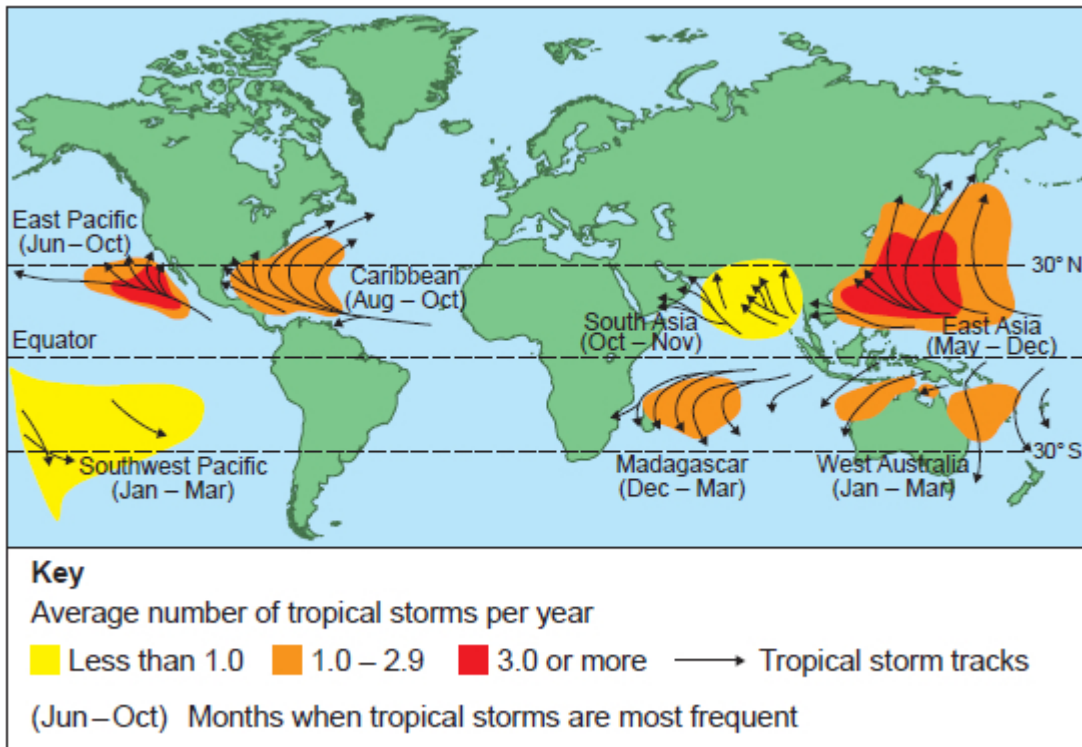 East Pacific
(Jun – Oct)
Caribbean
(Aug – Oct)
30° N
South Asia
(Oct – Nov)
East Asia
(May – Dec)
Equator
Southwest Pacific
(Jan – Mar)
Madagascar
(Dec – Mar)
West Australia
(Jan – Mar)
30° S
Key
Average number of tropical storms per year
Less than 1.0 1.0 – 2.9 3.0 or more Tropical storm tracks
(Jun – Oct) Months when tropical storms are most frequent